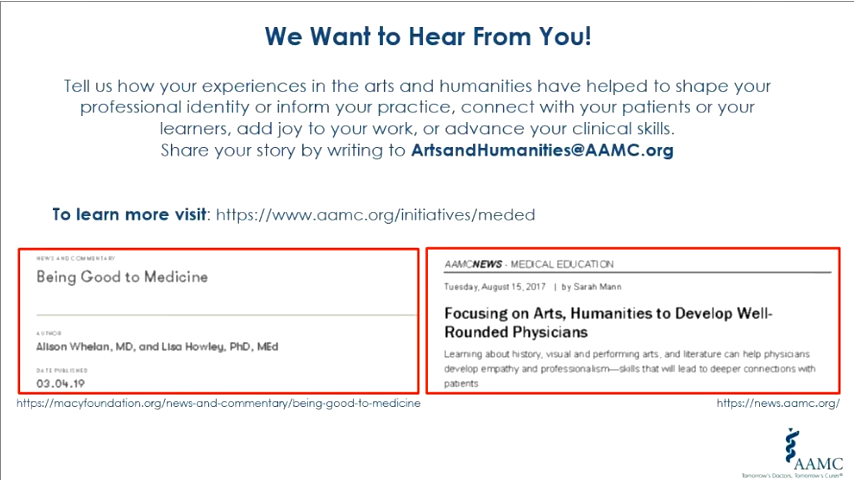 We Want to Hear From You!
Tell us how your experiences in the arts and humanities have helped to shape your
professional identity or inform your practice, connect with your patients or your
learners, add joy to your work, or advance your clinical skills.
Share your story by writing to ArtsandHumanities@AAMC.org
To learn more visit: https://www.aamc.org/initiatives/meded
NEWS AND COMMENTARY
Being Good to Medicine
AUTHOR
Alison Whelan, MD, and Lisa Howley, PhD, MEd
DATE PUBLISHED
03.04.19
https://macyfoundation.org/news-and-commentary/being-good-to-medicine
AAMCNEWS - MEDICAL EDUCATION
Tuesday, August 15, 2017 | by Sarah Mann
Focusing on Arts, Humanities to Develop Well-
Rounded Physicians
Learning about history, visual and performing arts, and literature can help physicians
develop empathy and professionalism—skills that will lead to deeper connections with
patients
https://news.aamc.org/
AAMC
Tomorrow's Doctors, Tomorrow's Cures®